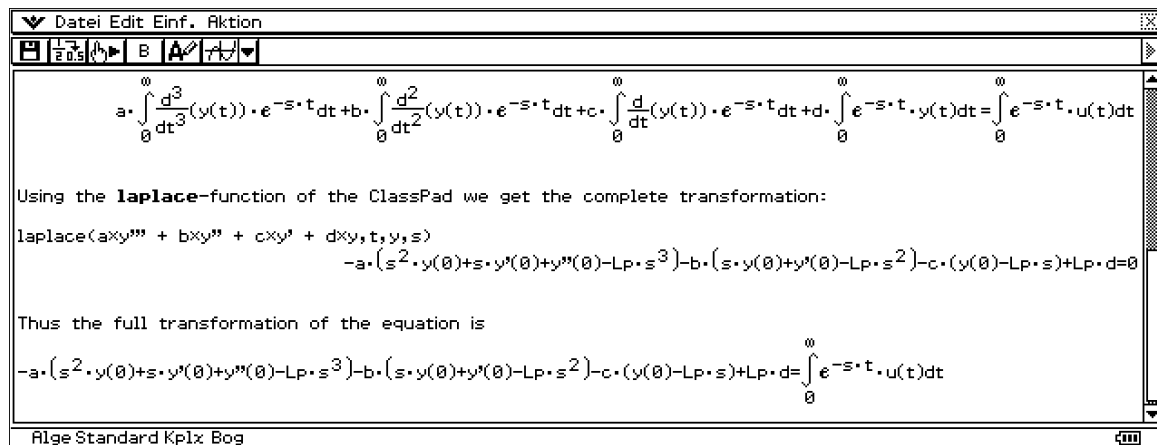 Datei Edit Einf. Aktion
B
a·∫₀^∞ d³/dt³(y(t))·e^(-s·t)dt+b·∫₀^∞ d²/dt²(y(t))·e^(-s·t)dt+c·∫₀^∞ d/dt(y(t))·e^(-s·t)dt+d·∫₀^∞ e^(-s·t)·y(t)dt=∫₀^∞ e^(-s·t)·u(t)dt
Using the laplace-function of the ClassPad we get the complete transformation:
laplace(a×y''' + b×y'' + c×y' + d×y,t,y,s)
-a·(s²·y(0)+s·y'(0)+y''(0)-Lp·s³)-b·(s·y(0)+y'(0)-Lp·s²)-c·(y(0)-Lp·s)+Lp·d=0
Thus the full transformation of the equation is
-a·(s²·y(0)+s·y'(0)+y''(0)-Lp·s³)-b·(s·y(0)+y'(0)-Lp·s²)-c·(y(0)-Lp·s)+Lp·d=∫₀^∞ e^(-s·t)·u(t)dt
Alge Standard Kplx Bog